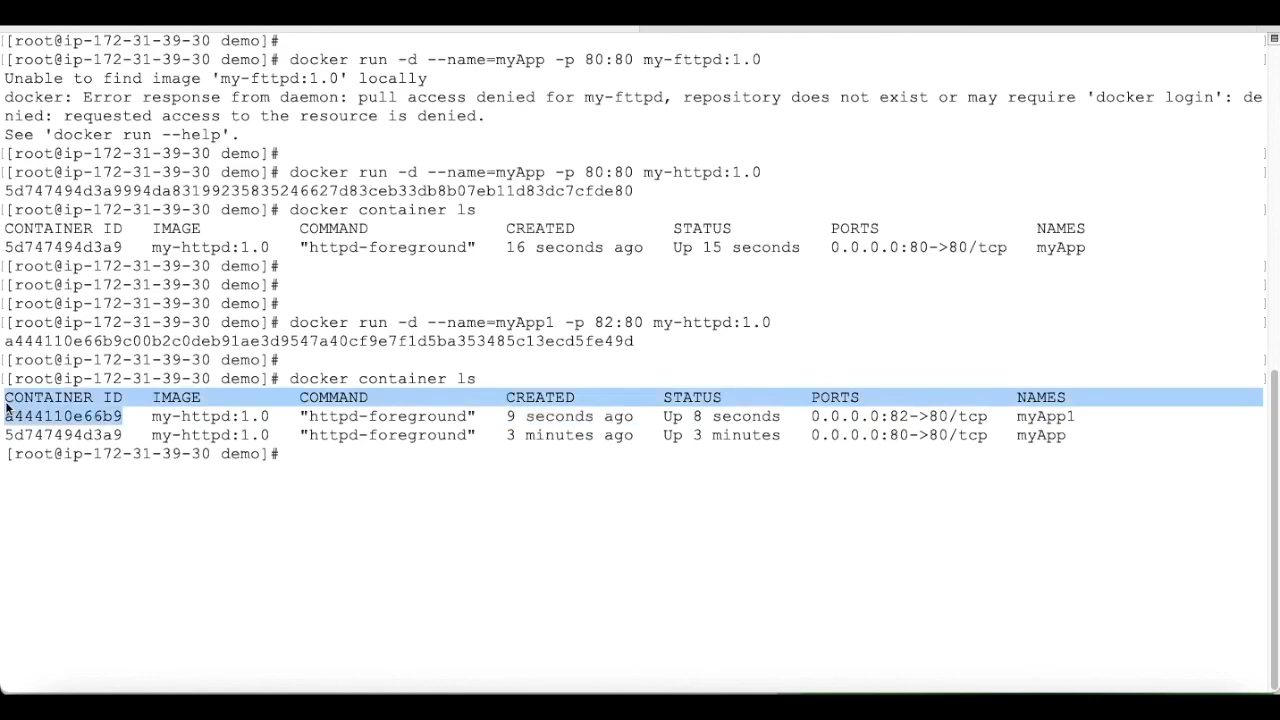 [root@ip-172-31-39-30 demo]#
[root@ip-172-31-39-30 demo]# docker run -d --name=myApp -p 80:80 my-fttpd:1.0
Unable to find image 'my-fttpd:1.0' locally
docker: Error response from daemon: pull access denied for my-fttpd, repository does not exist or may require 'docker login': de
nied: requested access to the resource is denied.
See 'docker run --help'.
[root@ip-172-31-39-30 demo]#
[root@ip-172-31-39-30 demo]# docker run -d --name=myApp -p 80:80 my-httpd:1.0
5d747494d3a9994da83199235835246627d83ceb33db8b07eb11d83dc7cfde80
[root@ip-172-31-39-30 demo]# docker container ls
CONTAINER ID   IMAGE          COMMAND              CREATED          STATUS          PORTS                NAMES
5d747494d3a9   my-httpd:1.0   "httpd-foreground"   16 seconds ago   Up 15 seconds   0.0.0.0:80->80/tcp   myApp
[root@ip-172-31-39-30 demo]#
[root@ip-172-31-39-30 demo]#
[root@ip-172-31-39-30 demo]#
[root@ip-172-31-39-30 demo]# docker run -d --name=myApp1 -p 82:80 my-httpd:1.0
a444110e66b9c00b2c0deb91ae3d9547a40cf9e7f1d5ba353485c13ecd5fe49d
[root@ip-172-31-39-30 demo]#
[root@ip-172-31-39-30 demo]# docker container ls
CONTAINER ID   IMAGE          COMMAND              CREATED         STATUS         PORTS                NAMES
a444110e66b9   my-httpd:1.0   "httpd-foreground"   9 seconds ago   Up 8 seconds   0.0.0.0:82->80/tcp   myApp1
5d747494d3a9   my-httpd:1.0   "httpd-foreground"   3 minutes ago   Up 3 minutes   0.0.0.0:80->80/tcp   myApp
[root@ip-172-31-39-30 demo]#